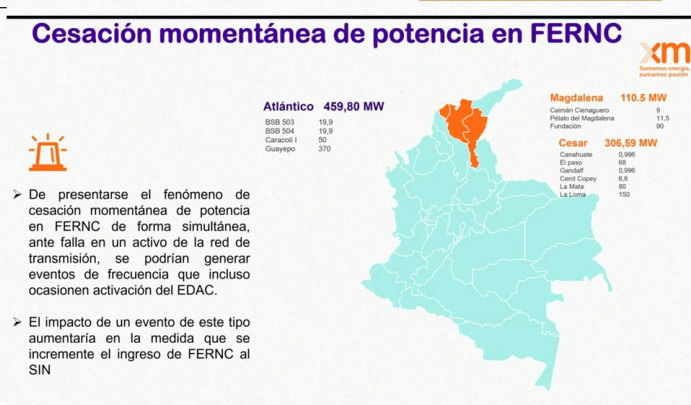 Cesación momentánea de potencia en FERNC
xm
Sumamos energía,
sumamos pasión
Atlántico 459,80 MW
BSB 503 19,9
BSB 504 19,9
Caracolí I 50
Guayepo 370
Magdalena 110.5 MW
Caimán Cienaguero 9
Pétalo del Magdalena 11,5
Fundación 90
Cesar 306,59 MW
Canahuate 0,996
El paso 68
Gandalf 0,996
Cenit Copey 6,6
La Mata 80
La Loma 150
➢ De presentarse el fenómeno de
cesación momentánea de potencia
en FERNC de forma simultánea,
ante falla en un activo de la red de
transmisión, se podrían generar
eventos de frecuencia que incluso
ocasionen activación del EDAC.
➢ El impacto de un evento de este tipo
aumentaría en la medida que se
incremente el ingreso de FERNC al
SIN